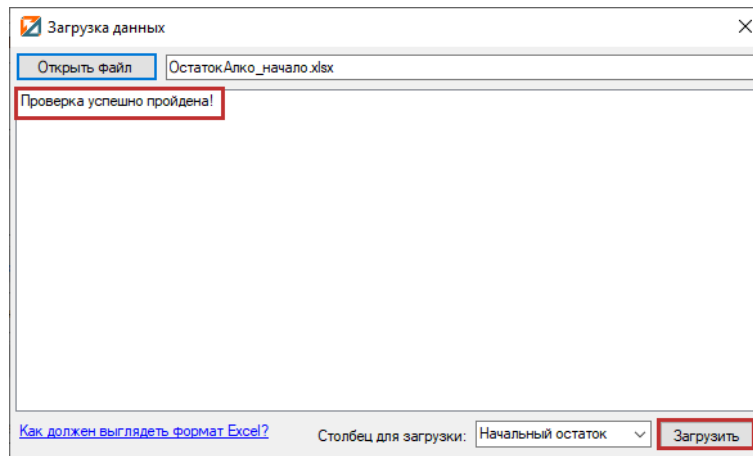 Загрузка данных
Открыть файл ОстатокАлко_начало.xlsx
Проверка успешно пройдена!
Как должен выглядеть формат Excel? Столбец для загрузки: Начальный остаток Загрузить